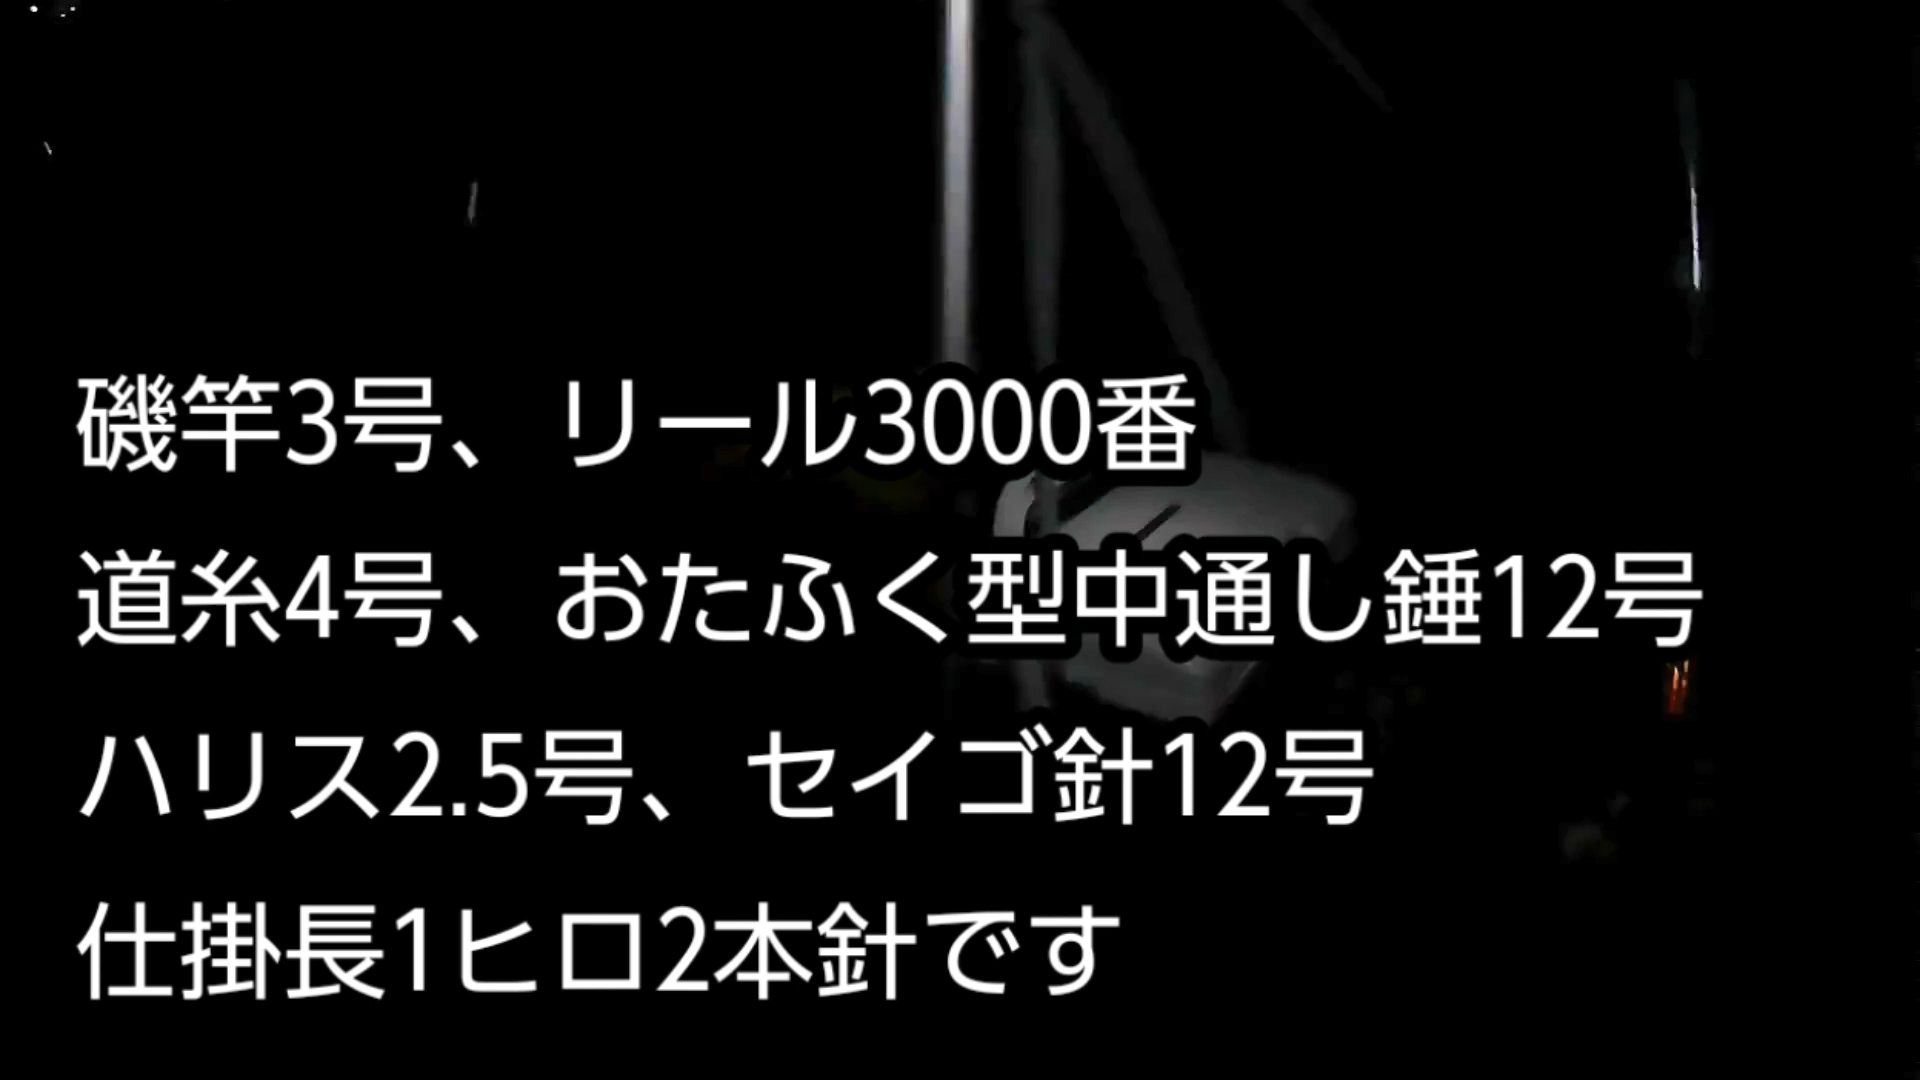 磯竿3号、リール3000番
道糸4号、おたふく型中通し錘12号
ハリス2.5号、セイゴ針12号
仕掛長1ヒロ2本針です